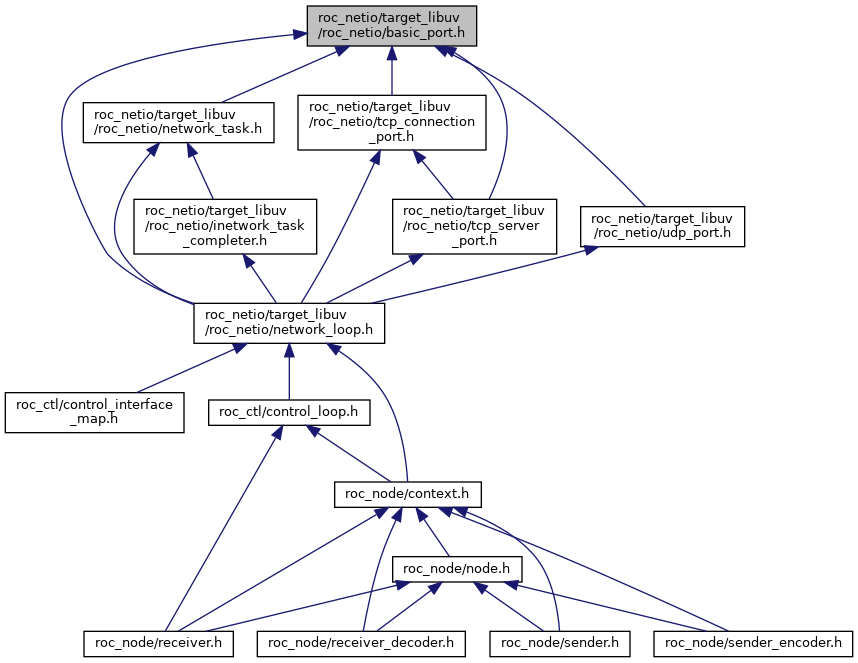 roc_netio/target_libuv
/roc_netio/basic_port.h
roc_netio/target_libuv
/roc_netio/network_task.h
roc_netio/target_libuv
/roc_netio/tcp_connection
_port.h
roc_netio/target_libuv
/roc_netio/inetwork_task
_completer.h
roc_netio/target_libuv
/roc_netio/tcp_server
_port.h
roc_netio/target_libuv
/roc_netio/udp_port.h
roc_netio/target_libuv
/roc_netio/network_loop.h
roc_ctl/control_interface
_map.h
roc_ctl/control_loop.h
roc_node/context.h
roc_node/node.h
roc_node/receiver.h
roc_node/receiver_decoder.h
roc_node/sender.h
roc_node/sender_encoder.h